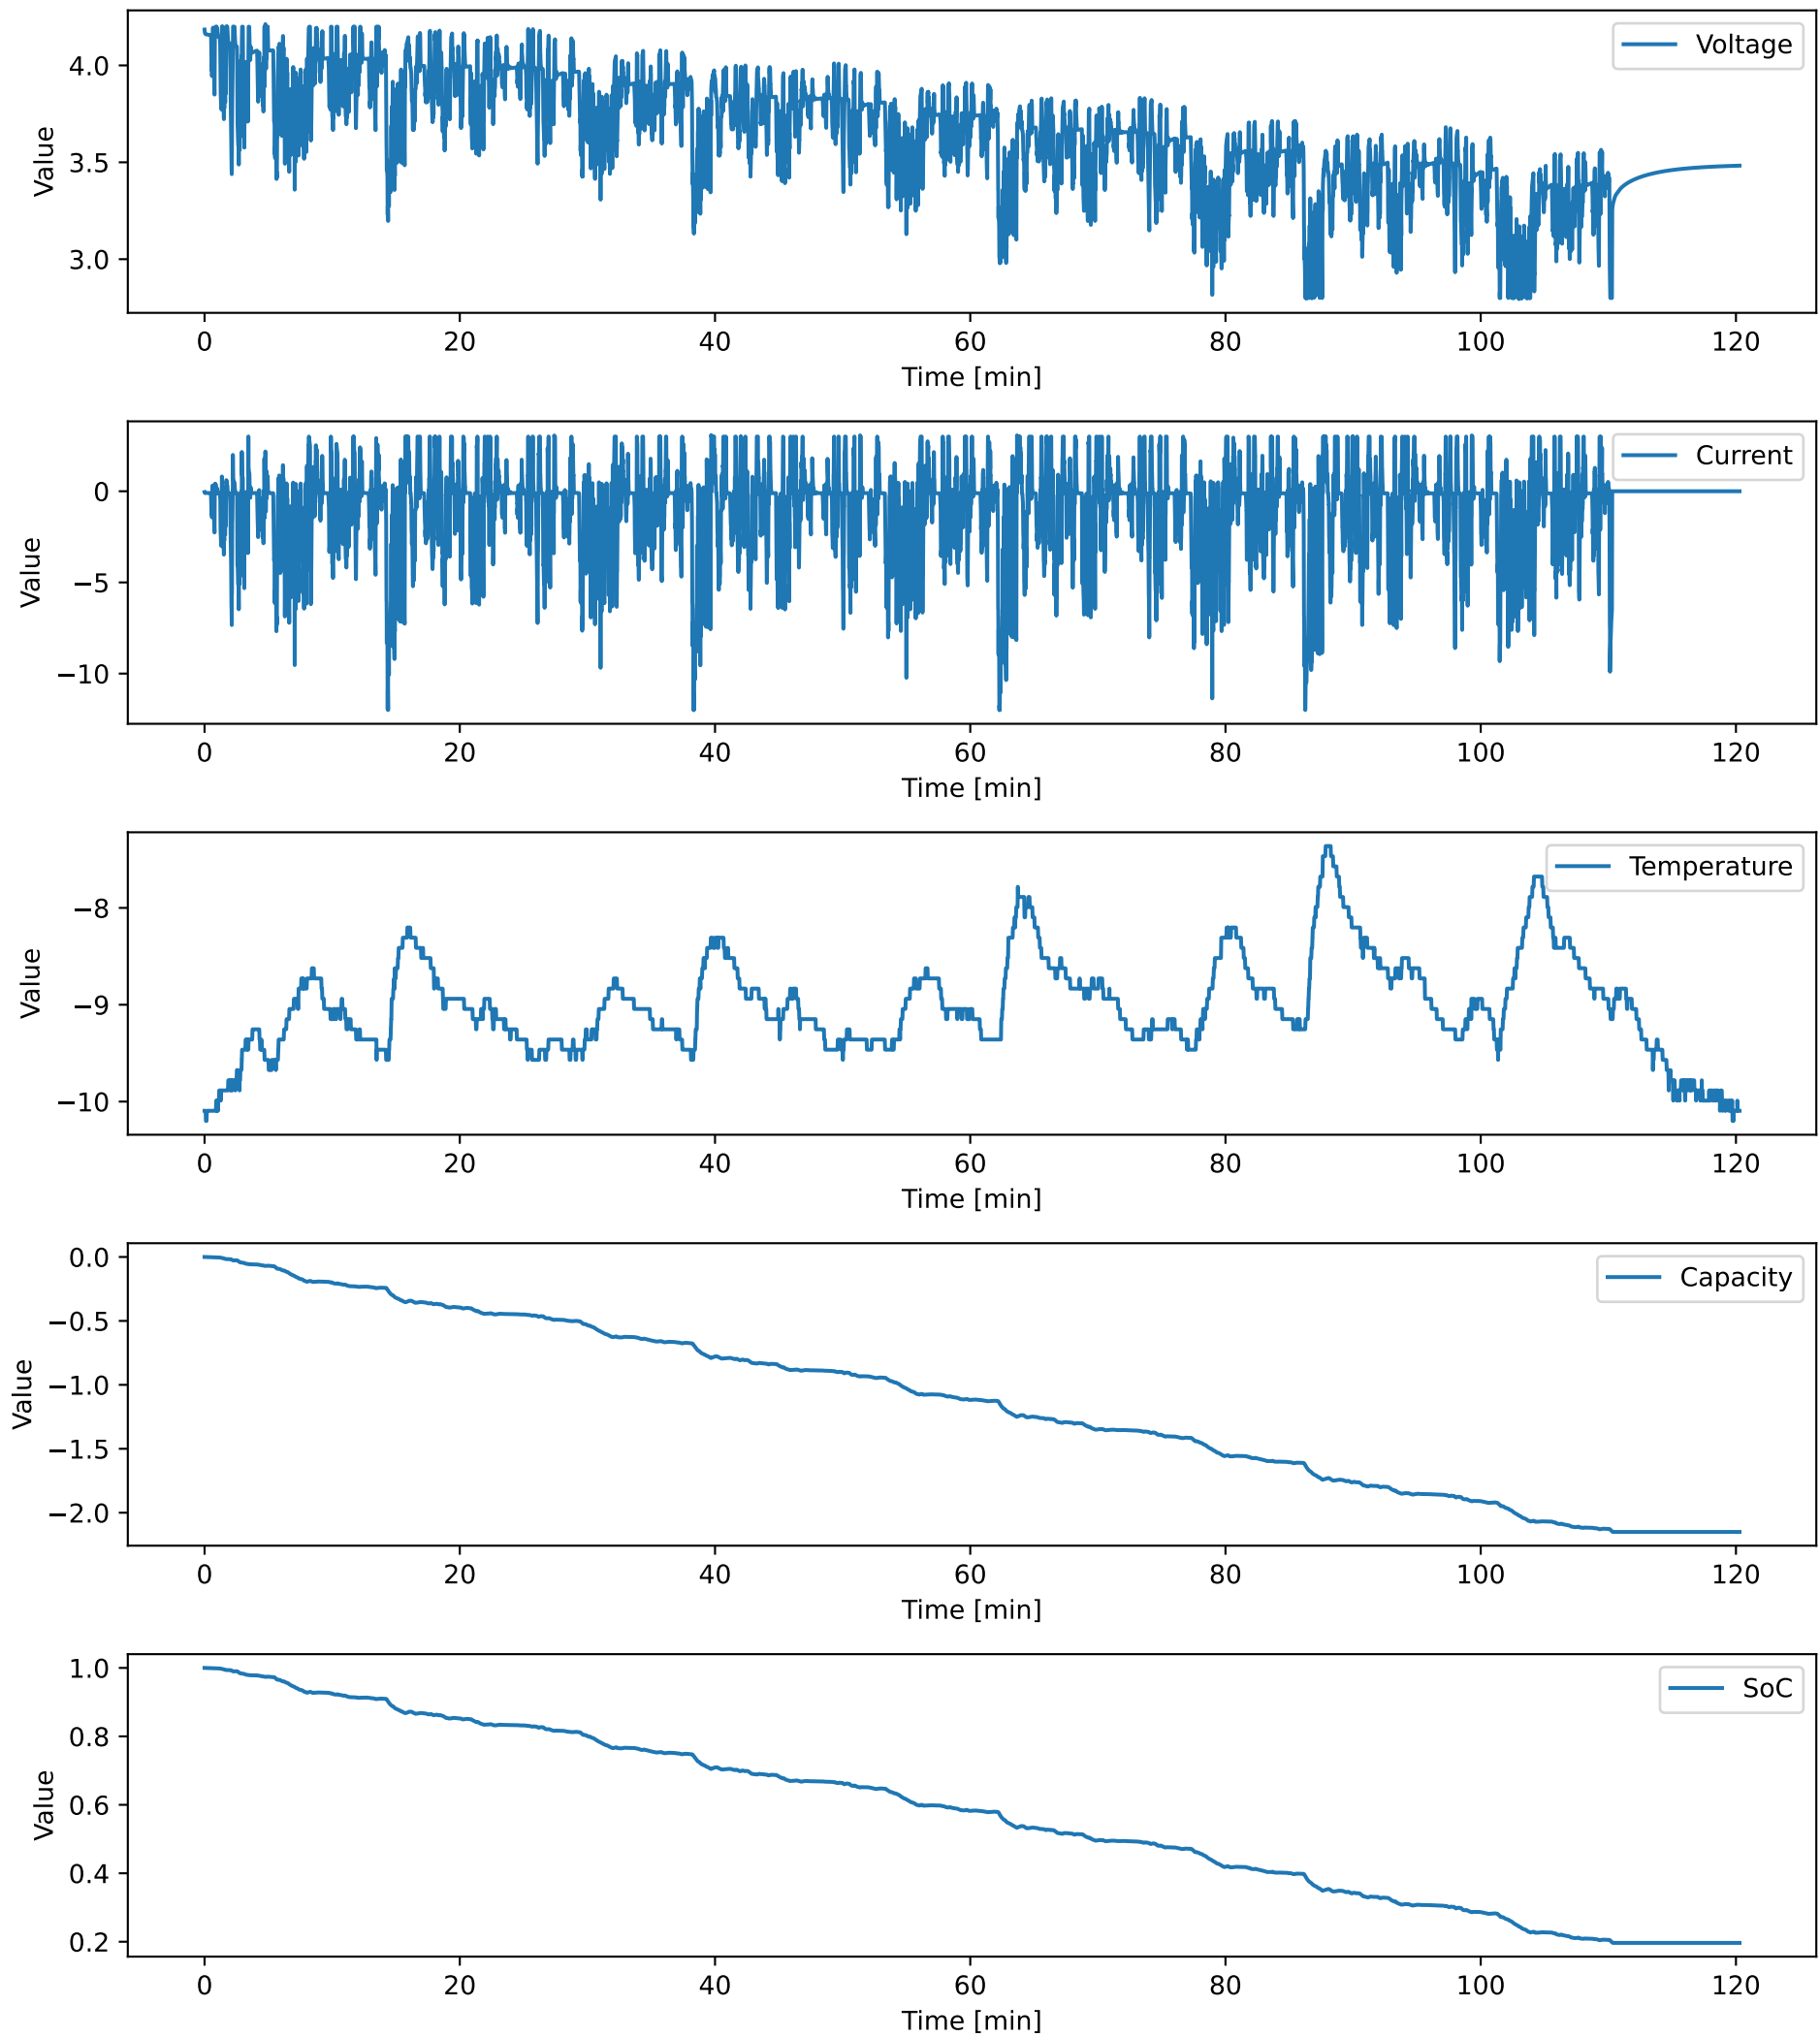 Voltage
4.0
3.5
3.0
Value
0 20 40 60 80 100 120
Time [min]
Current
0
−5
−10
Value
0 20 40 60 80 100 120
Time [min]
Temperature
−8
−9
−10
Value
0 20 40 60 80 100 120
Time [min]
Capacity
0.0
−0.5
−1.0
−1.5
−2.0
Value
0 20 40 60 80 100 120
Time [min]
SoC
1.0
0.8
0.6
0.4
0.2
Value
0 20 40 60 80 100 120
Time [min]